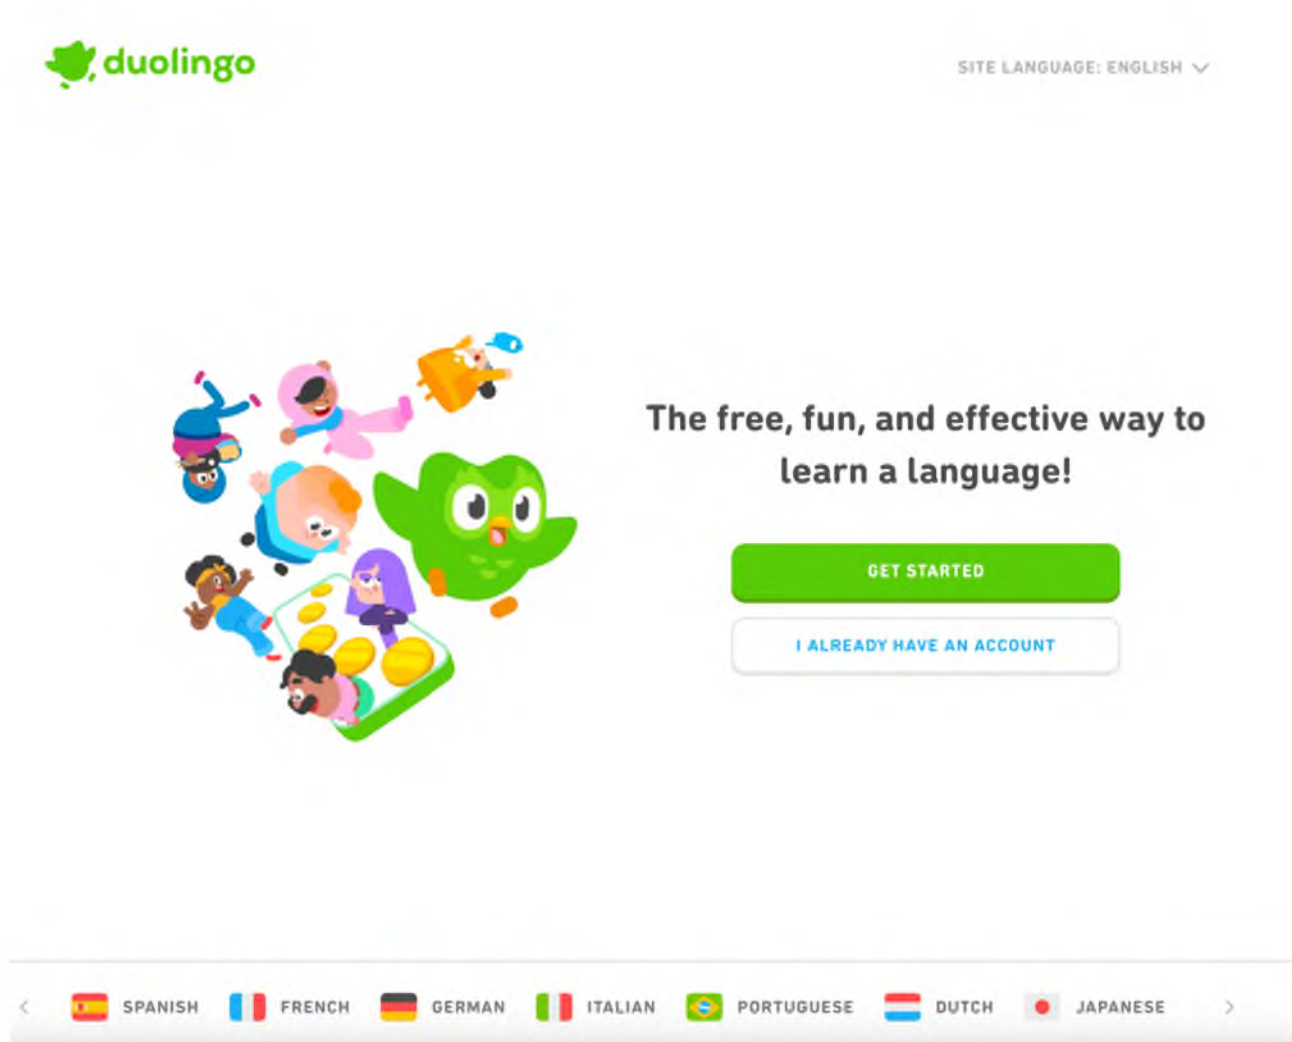 duolingo
SITE LANGUAGE: ENGLISH
The free, fun, and effective way to
learn a language!
GET STARTED
I ALREADY HAVE AN ACCOUNT
SPANISH FRENCH GERMAN ITALIAN PORTUGUESE DUTCH JAPANESE